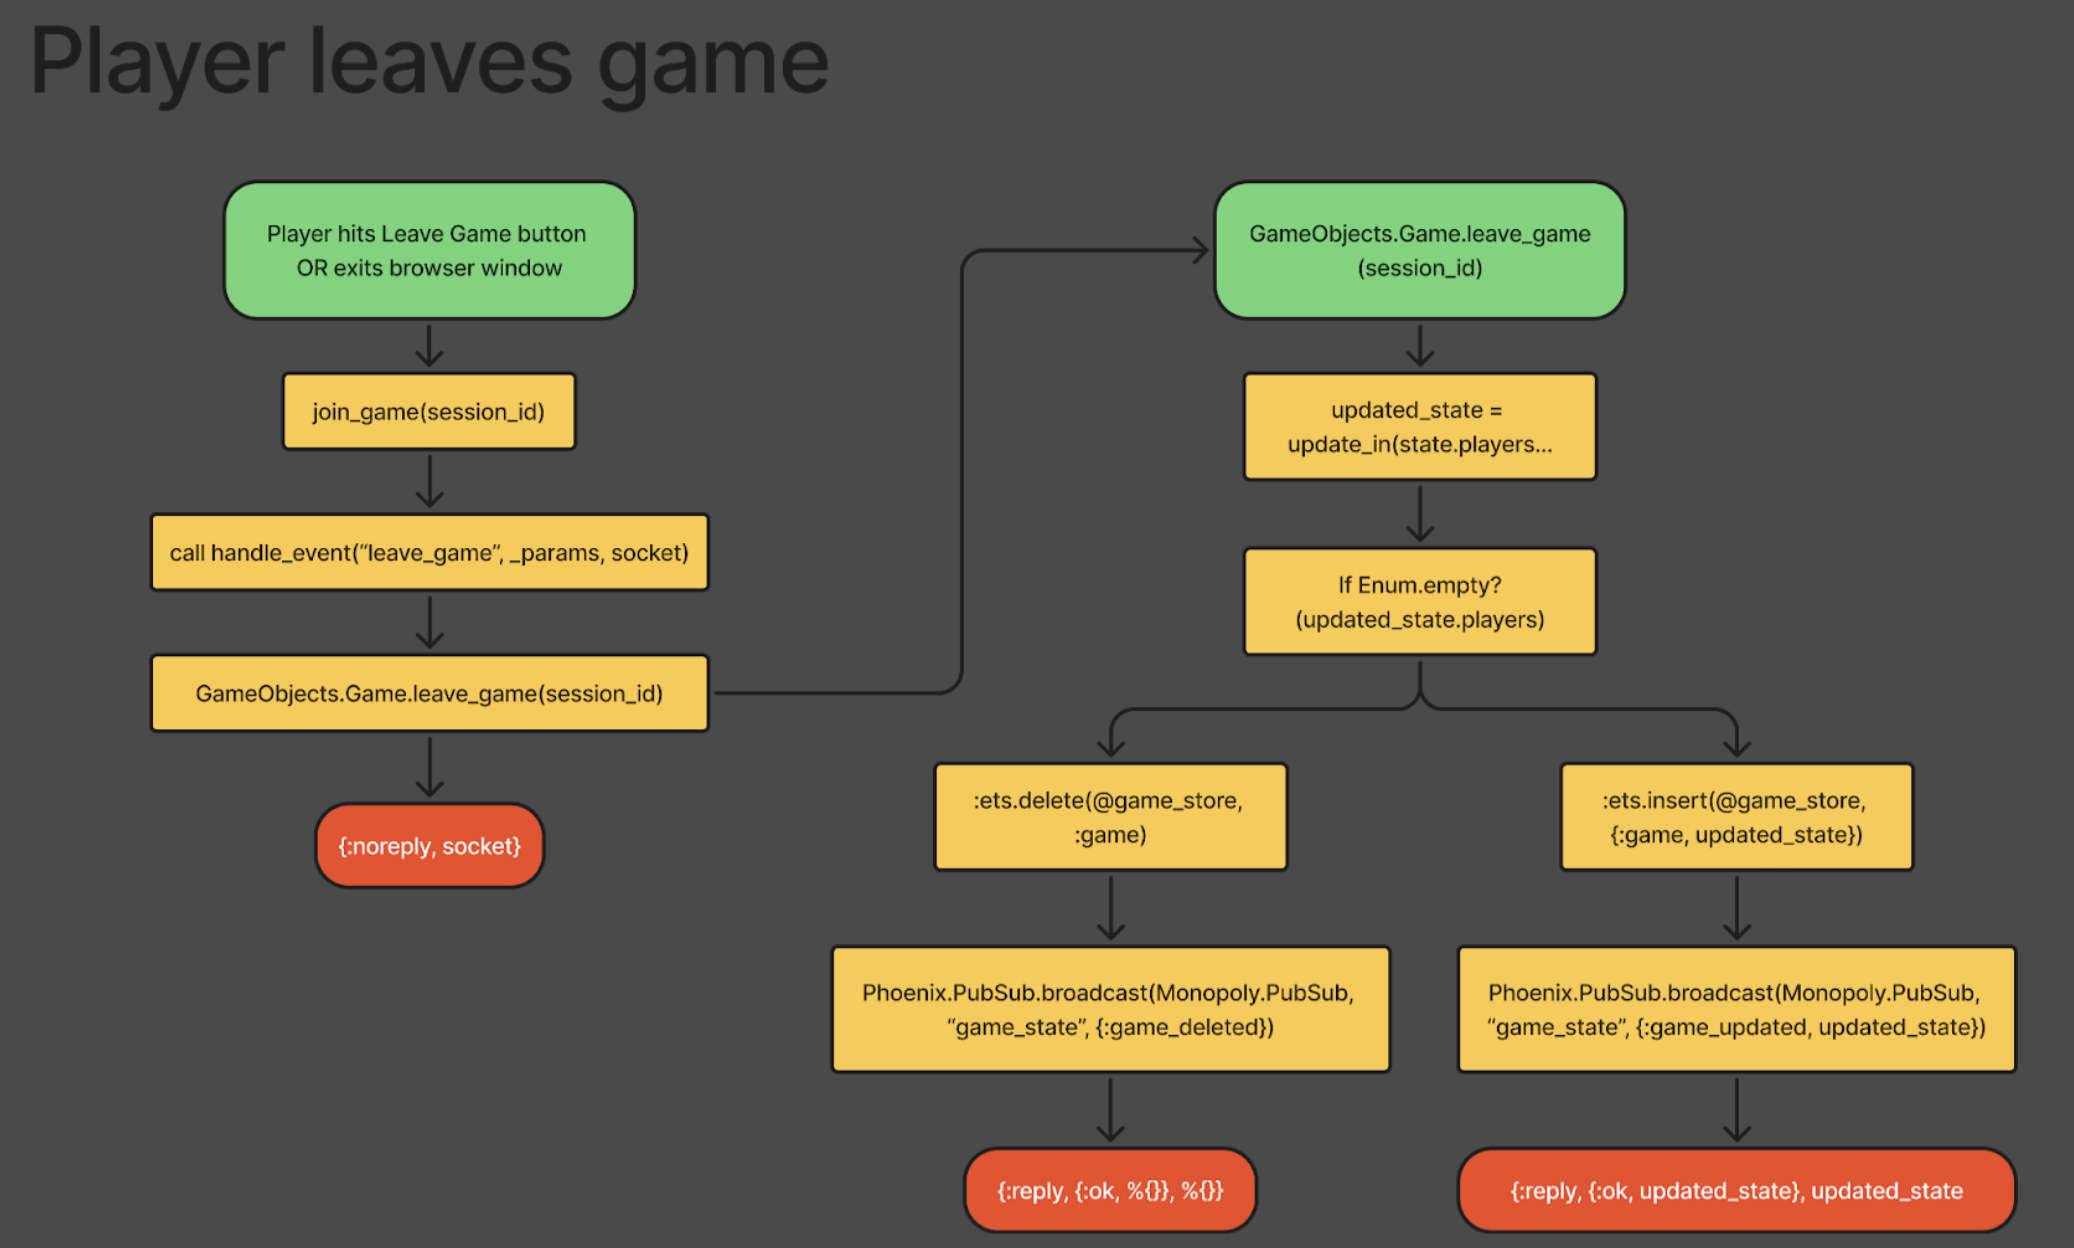 Player leaves game
Player hits Leave Game button
OR exits browser window
join_game(session_id)
call handle_event(“leave_game”, _params, socket)
GameObjects.Game.leave_game(session_id)
{:noreply, socket}
GameObjects.Game.leave_game
(session_id)
updated_state =
update_in(state.players...
If Enum.empty?
(updated_state.players)
:ets.delete(@game_store,
:game)
Phoenix.PubSub.broadcast(Monopoly.PubSub,
“game_state”, {:game_deleted})
{:reply, {:ok, %{}}, %{}}
:ets.insert(@game_store,
{:game, updated_state})
Phoenix.PubSub.broadcast(Monopoly.PubSub,
“game_state”, {:game_updated, updated_state})
{:reply, {:ok, updated_state}, updated_state